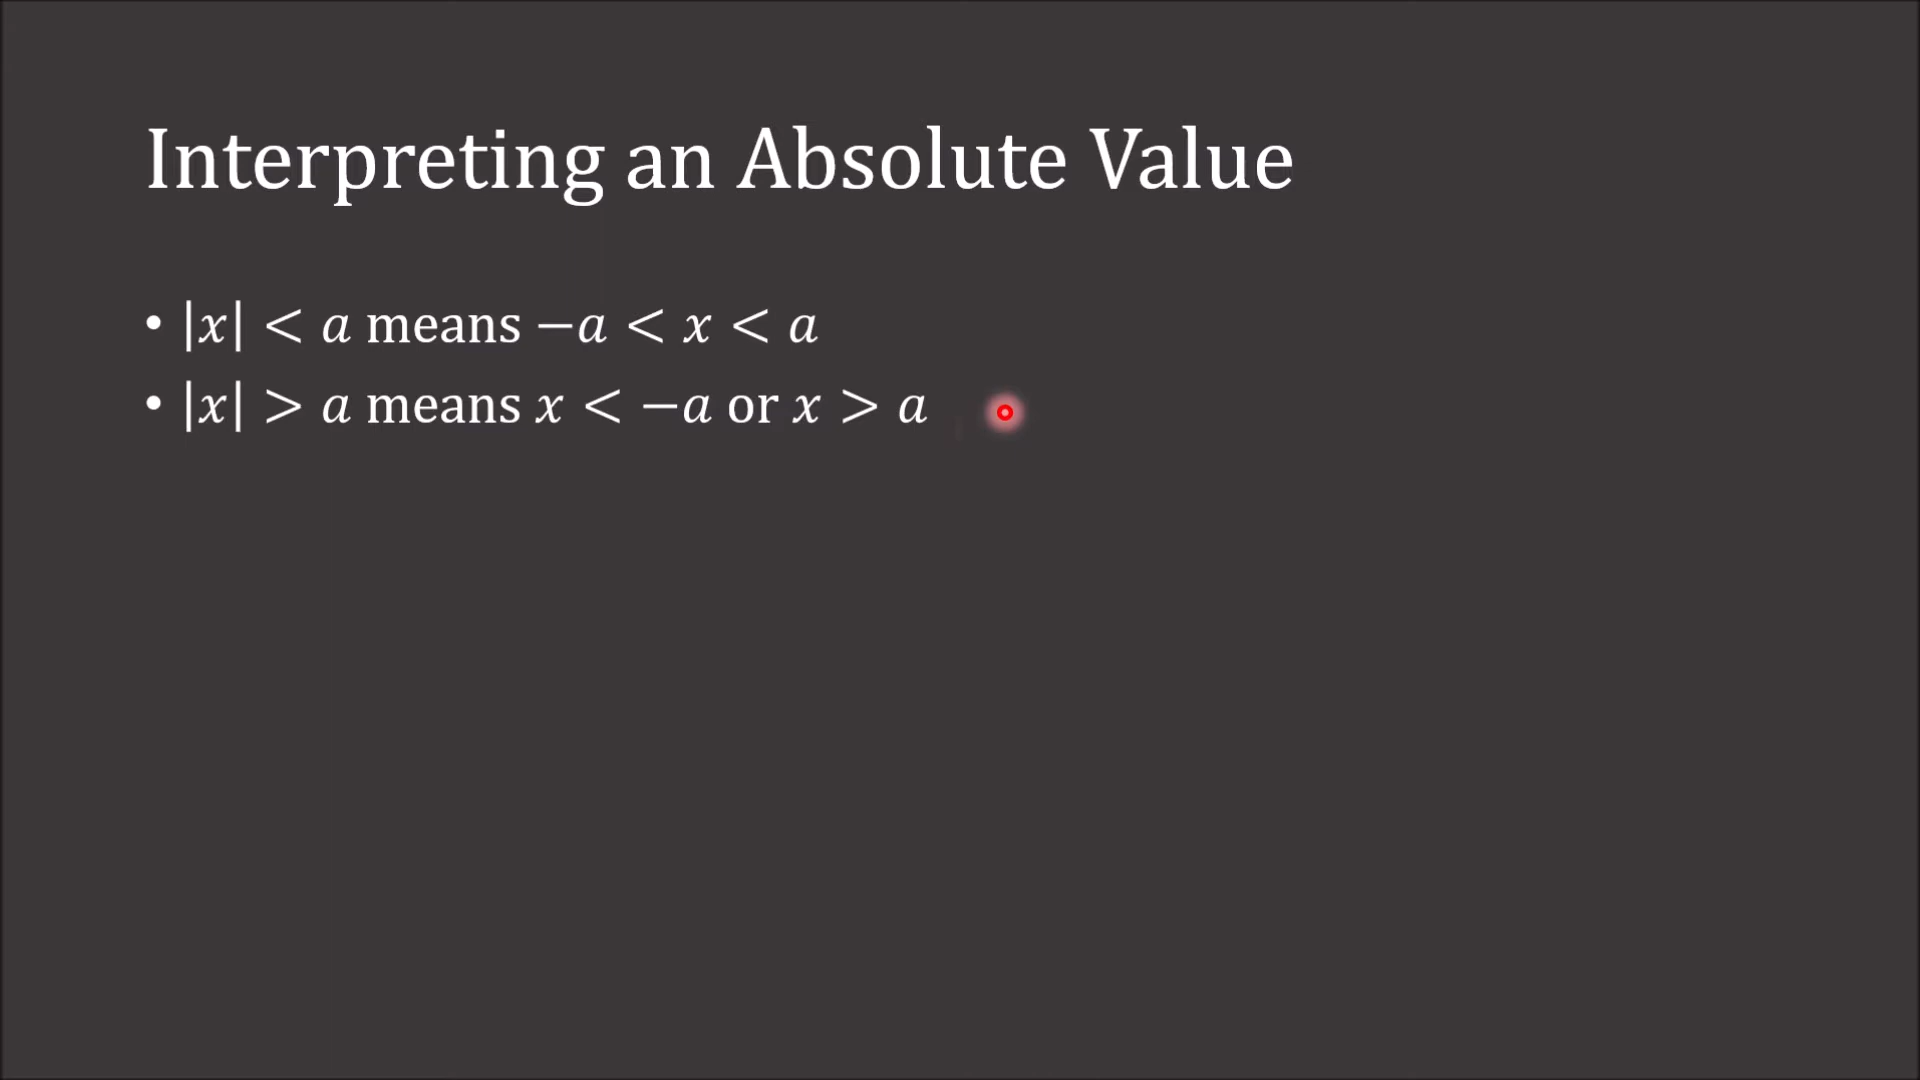 Interpreting an Absolute Value
• |x| < a means −a < x < a
• |x| > a means x < −a or x > a